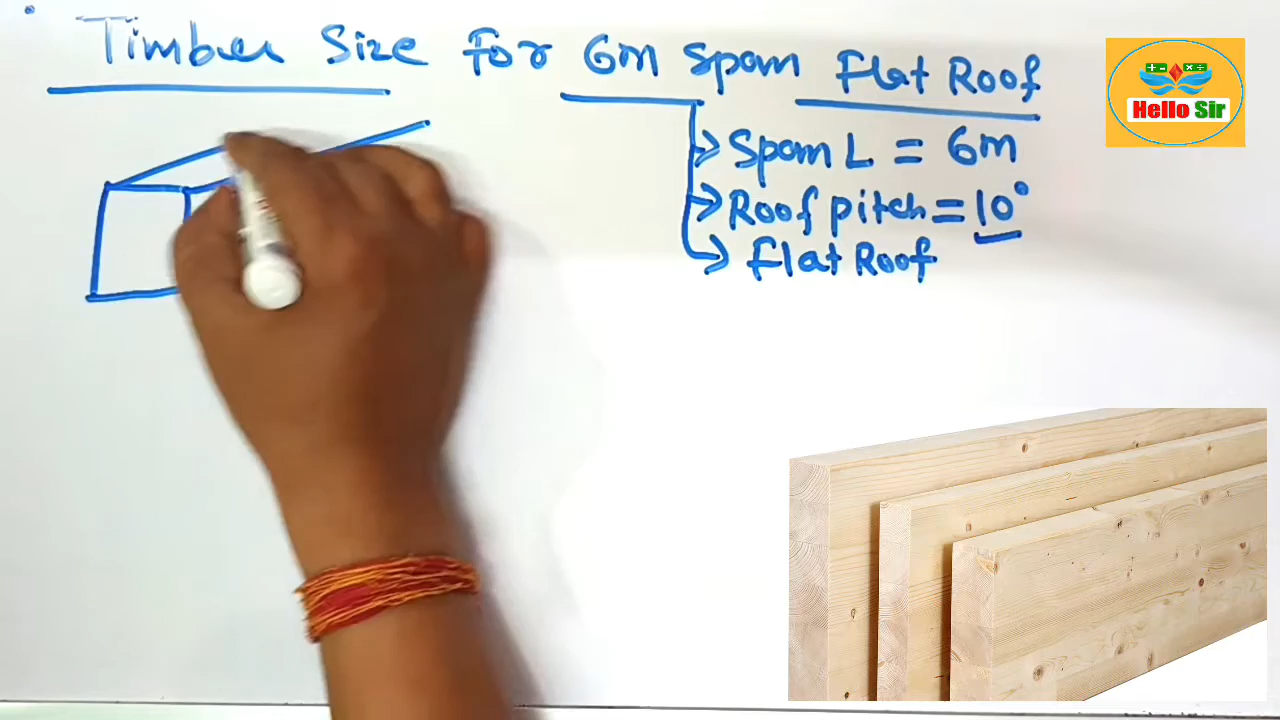 Timber Size For 6m Spam Flat Roof
Spam L = 6m
Roof pitch = 10°
Flat Roof
+ - × ÷
Hello Sir